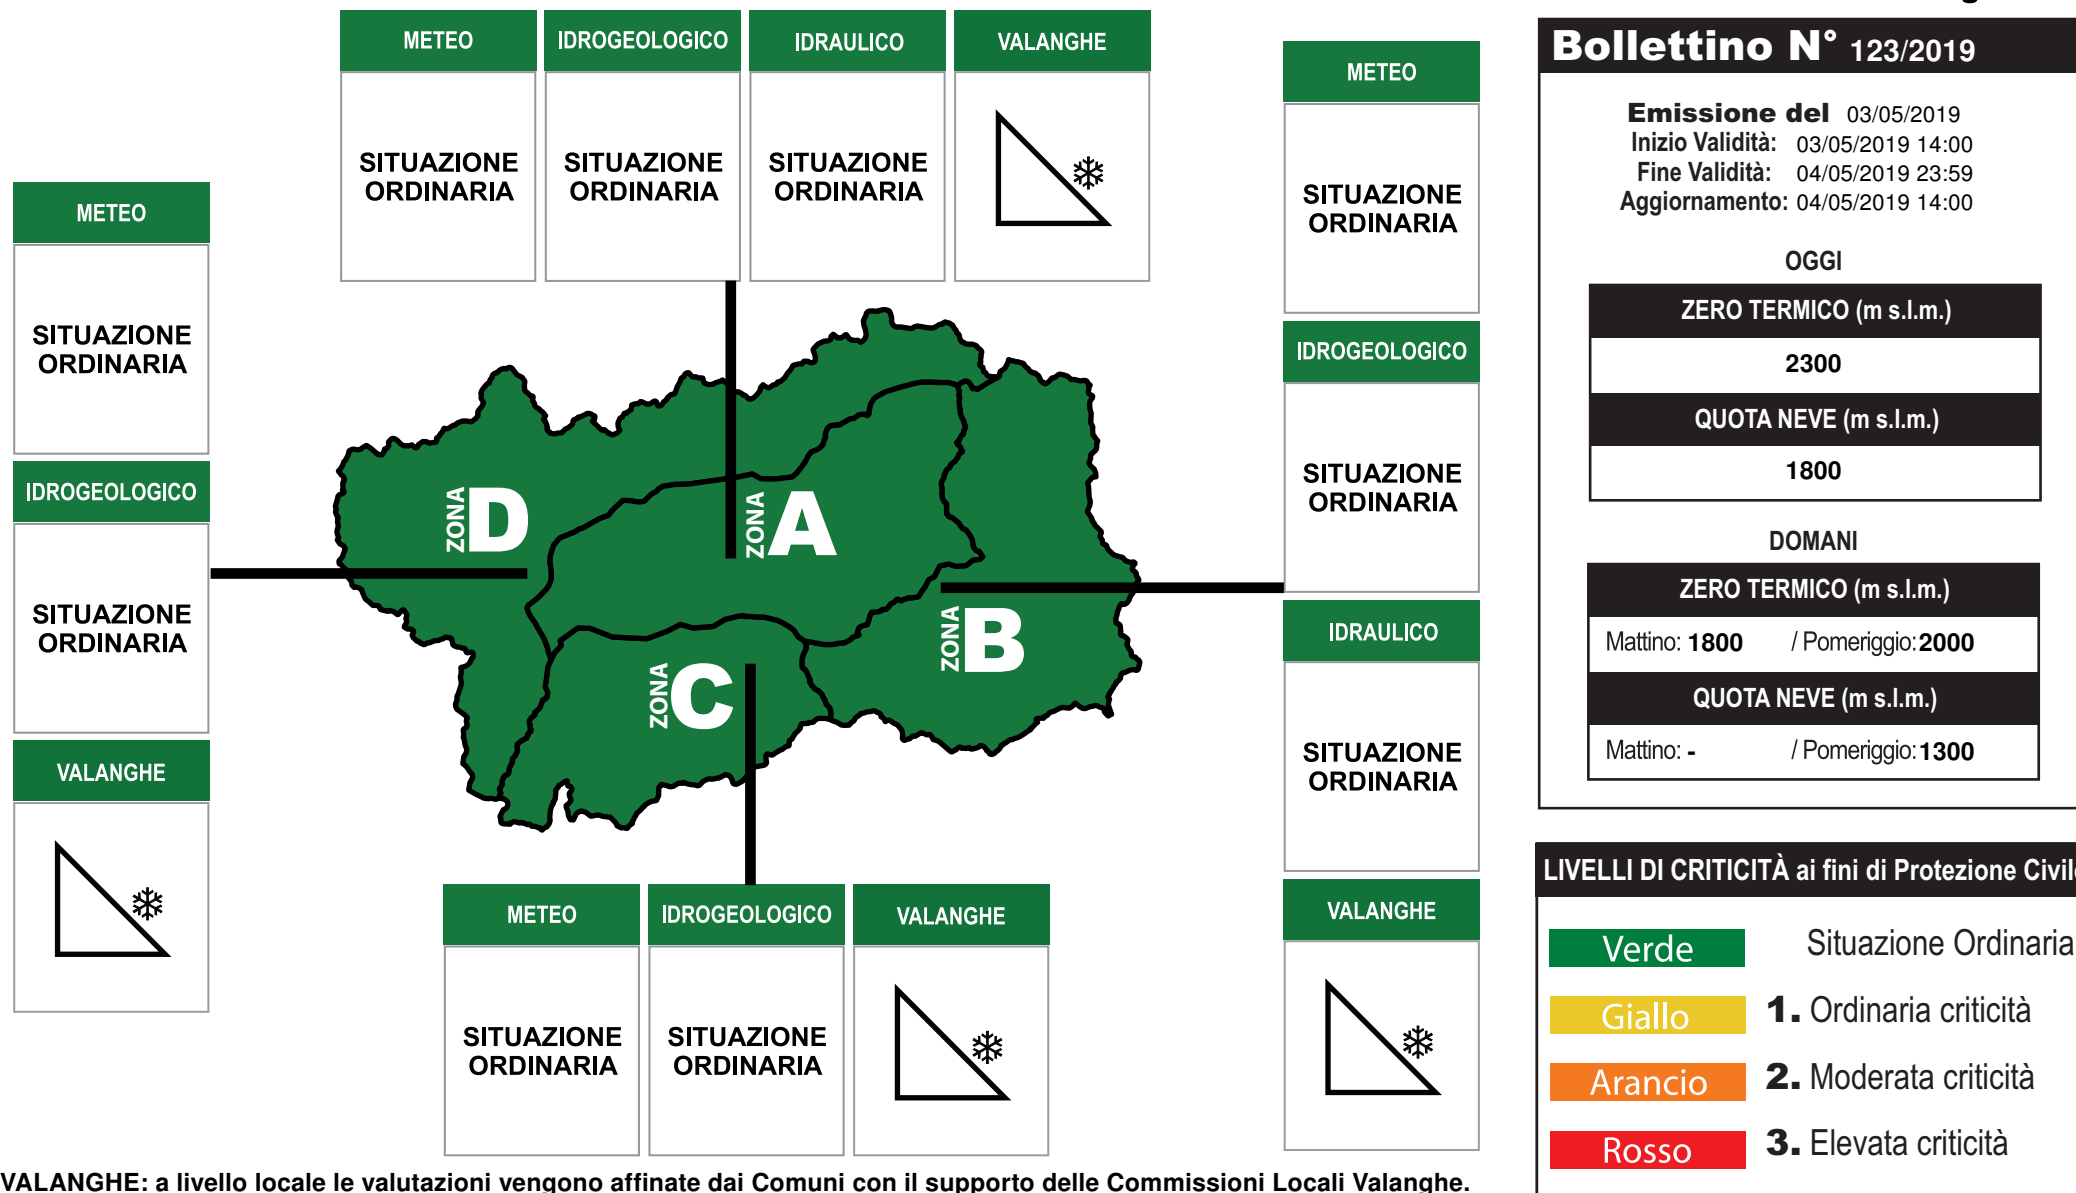 METEO
SITUAZIONE
ORDINARIA
IDROGEOLOGICO
SITUAZIONE
ORDINARIA
IDRAULICO
SITUAZIONE
ORDINARIA
VALANGHE
METEO
SITUAZIONE
ORDINARIA
IDROGEOLOGICO
SITUAZIONE
ORDINARIA
VALANGHE
METEO
SITUAZIONE
ORDINARIA
IDROGEOLOGICO
SITUAZIONE
ORDINARIA
IDRAULICO
SITUAZIONE
ORDINARIA
VALANGHE
ZONA D
ZONA A
ZONA B
ZONA C
METEO
SITUAZIONE
ORDINARIA
IDROGEOLOGICO
SITUAZIONE
ORDINARIA
VALANGHE
VALANGHE: a livello locale le valutazioni vengono affinate dai Comuni con il supporto delle Commissioni Locali Valanghe.
Bollettino N° 123/2019
Emissione del 03/05/2019
Inizio Validità: 03/05/2019 14:00
Fine Validità: 04/05/2019 23:59
Aggiornamento: 04/05/2019 14:00
OGGI
ZERO TERMICO (m s.l.m.)
2300
QUOTA NEVE (m s.l.m.)
1800
DOMANI
ZERO TERMICO (m s.l.m.)
Mattino: 1800 / Pomeriggio: 2000
QUOTA NEVE (m s.l.m.)
Mattino: - / Pomeriggio: 1300
LIVELLI DI CRITICITÀ ai fini di Protezione Civile
Verde Situazione Ordinaria
Giallo 1. Ordinaria criticità
Arancio 2. Moderata criticità
Rosso 3. Elevata criticità